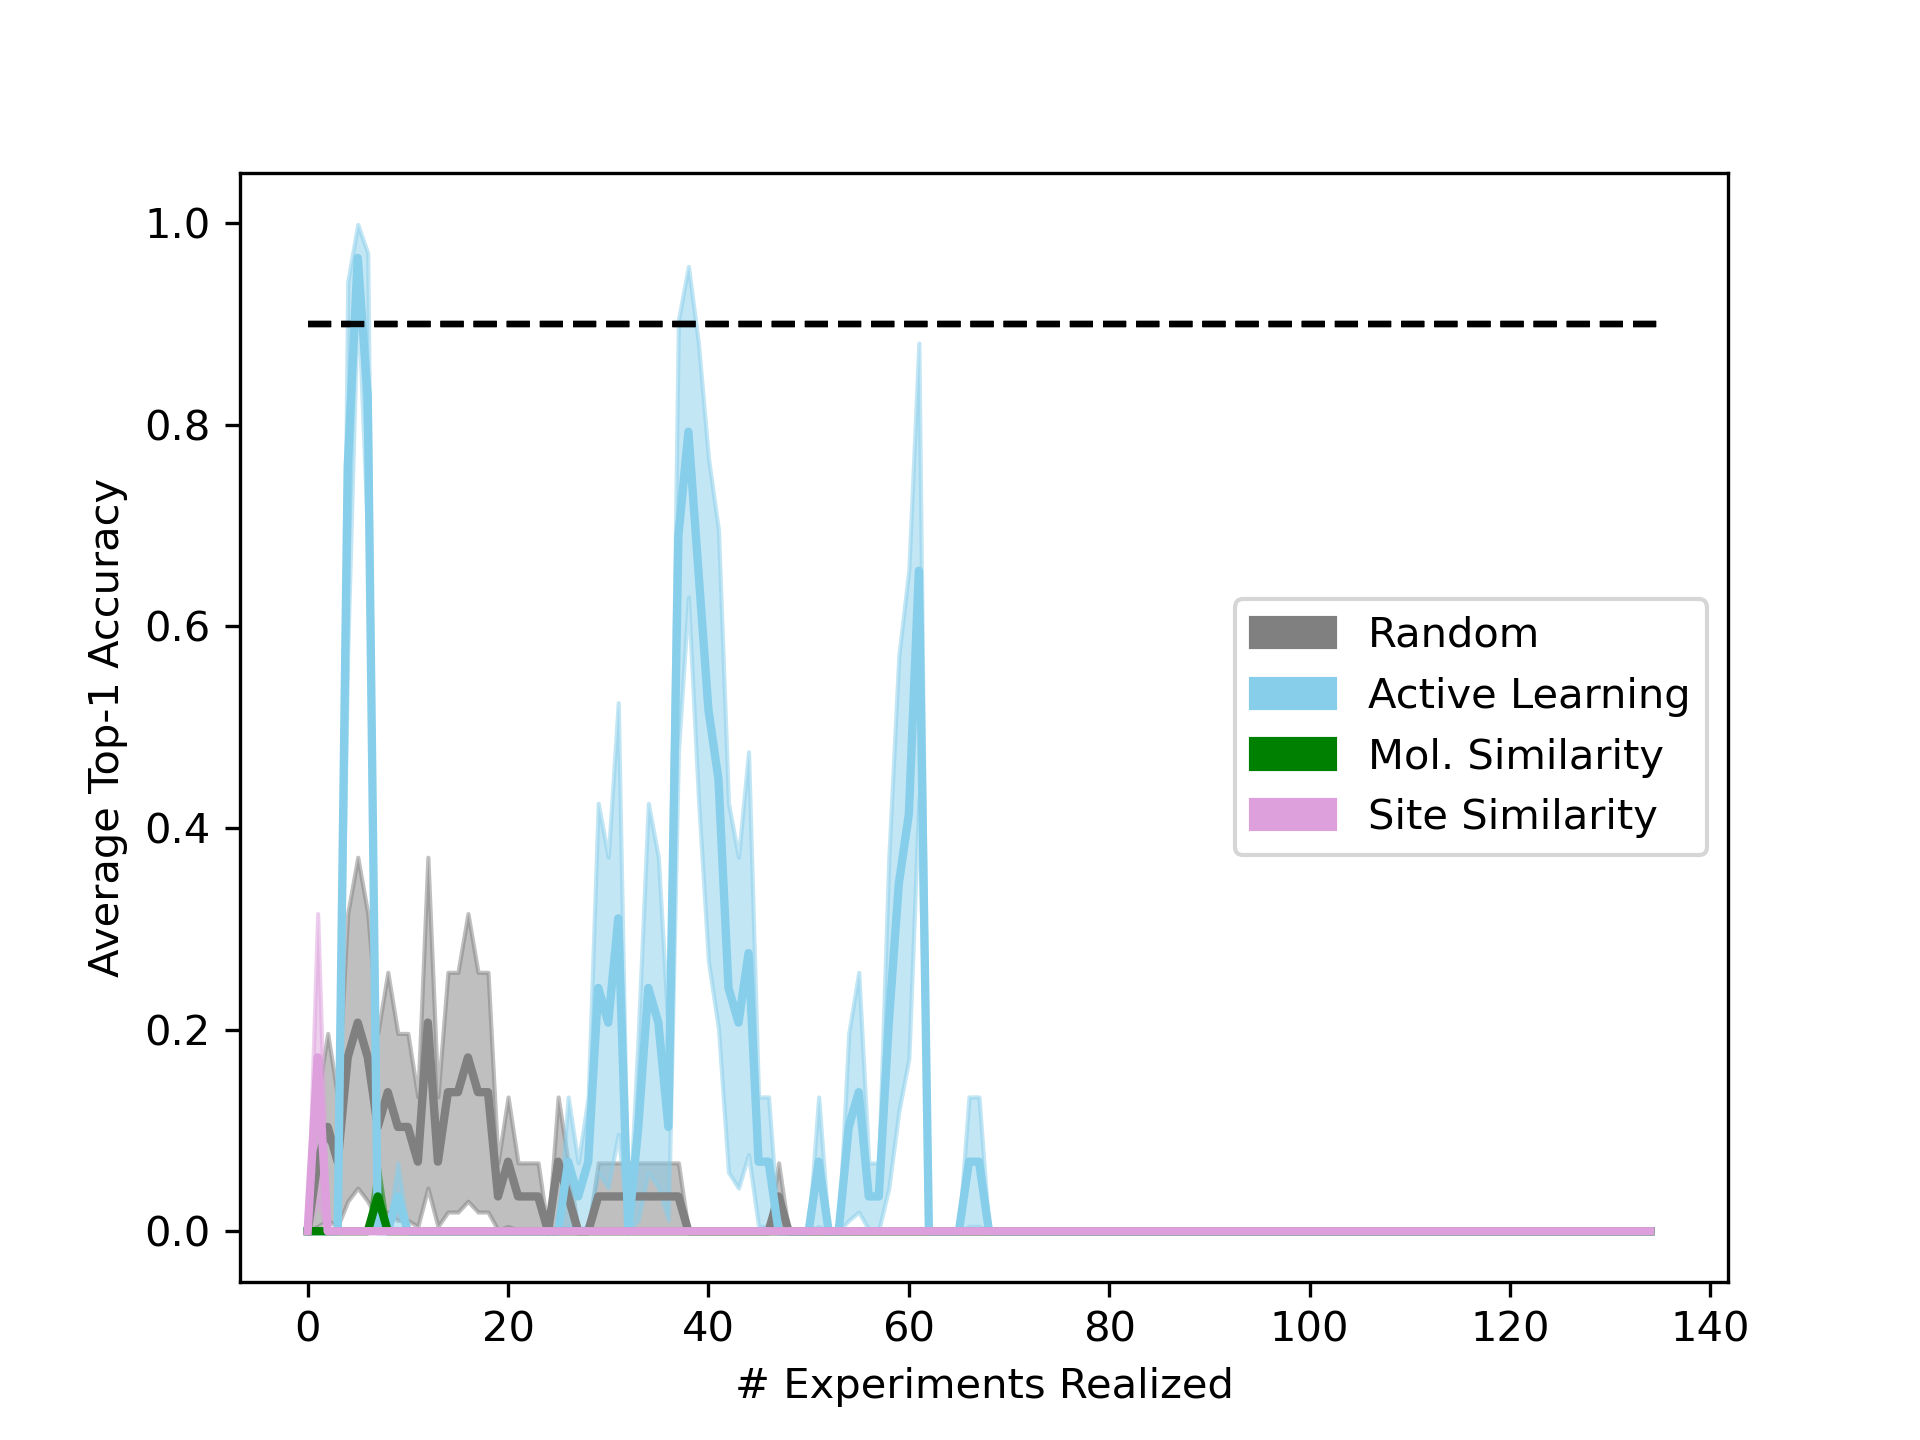 1.0
0.8
0.6
0.4
0.2
0.0
Average Top-1 Accuracy
Random
Active Learning
Mol. Similarity
Site Similarity
0 20 40 60 80 100 120 140
# Experiments Realized